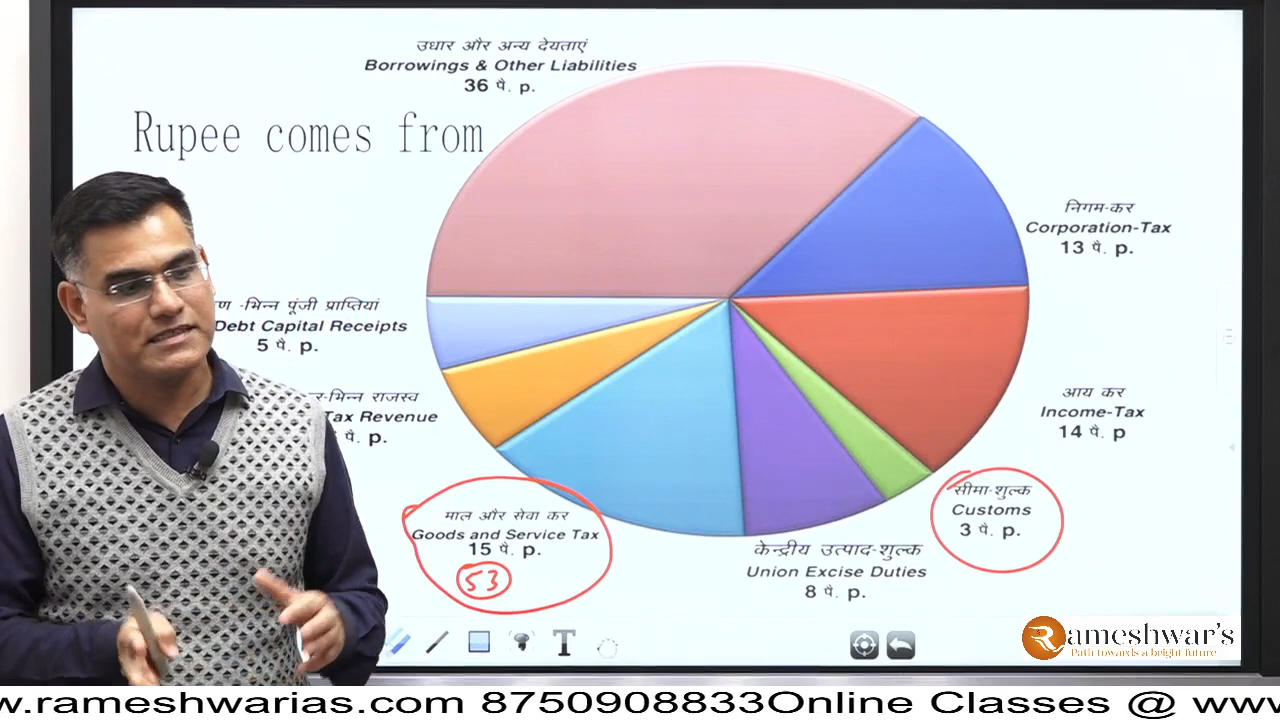 उधार और अन्य देयताएं
Borrowings & Other Liabilities
36 पै. p.
Rupee comes from
निगम-कर
Corporation-Tax
13 पै. p.
-भिन्न पूंजी प्राप्तियां
Debt Capital Receipts
5 पै. p.
-भिन्न राजस्व
Tax Revenue
पै. p.
आय कर
Income-Tax
14 पै. p
सीमा-शुल्क
Customs
3 पै. p.
माल और सेवा कर
Goods and Service Tax
15 पै. p.
53
केन्द्रीय उत्पाद-शुल्क
Union Excise Duties
8 पै. p.
T
Rameshwar's
Path towards a bright future
w.rameshwarias.com 8750908833Online Classes @ ww